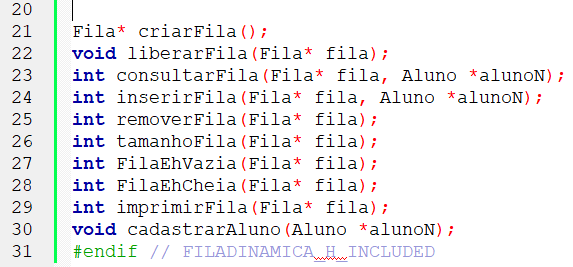 20
21 Fila* criarFila();
22 void liberarFila(Fila* fila);
23 int consultarFila(Fila* fila, Aluno *alunoN);
24 int inserirFila(Fila* fila, Aluno *alunoN);
25 int removerFila(Fila* fila);
26 int tamanhoFila(Fila* fila);
27 int FilaEhVazia(Fila* fila);
28 int FilaEhCheia(Fila* fila);
29 int imprimirFila(Fila* fila);
30 void cadastrarAluno(Aluno *alunoN);
31 #endif // FILADINAMICA_H_INCLUDED